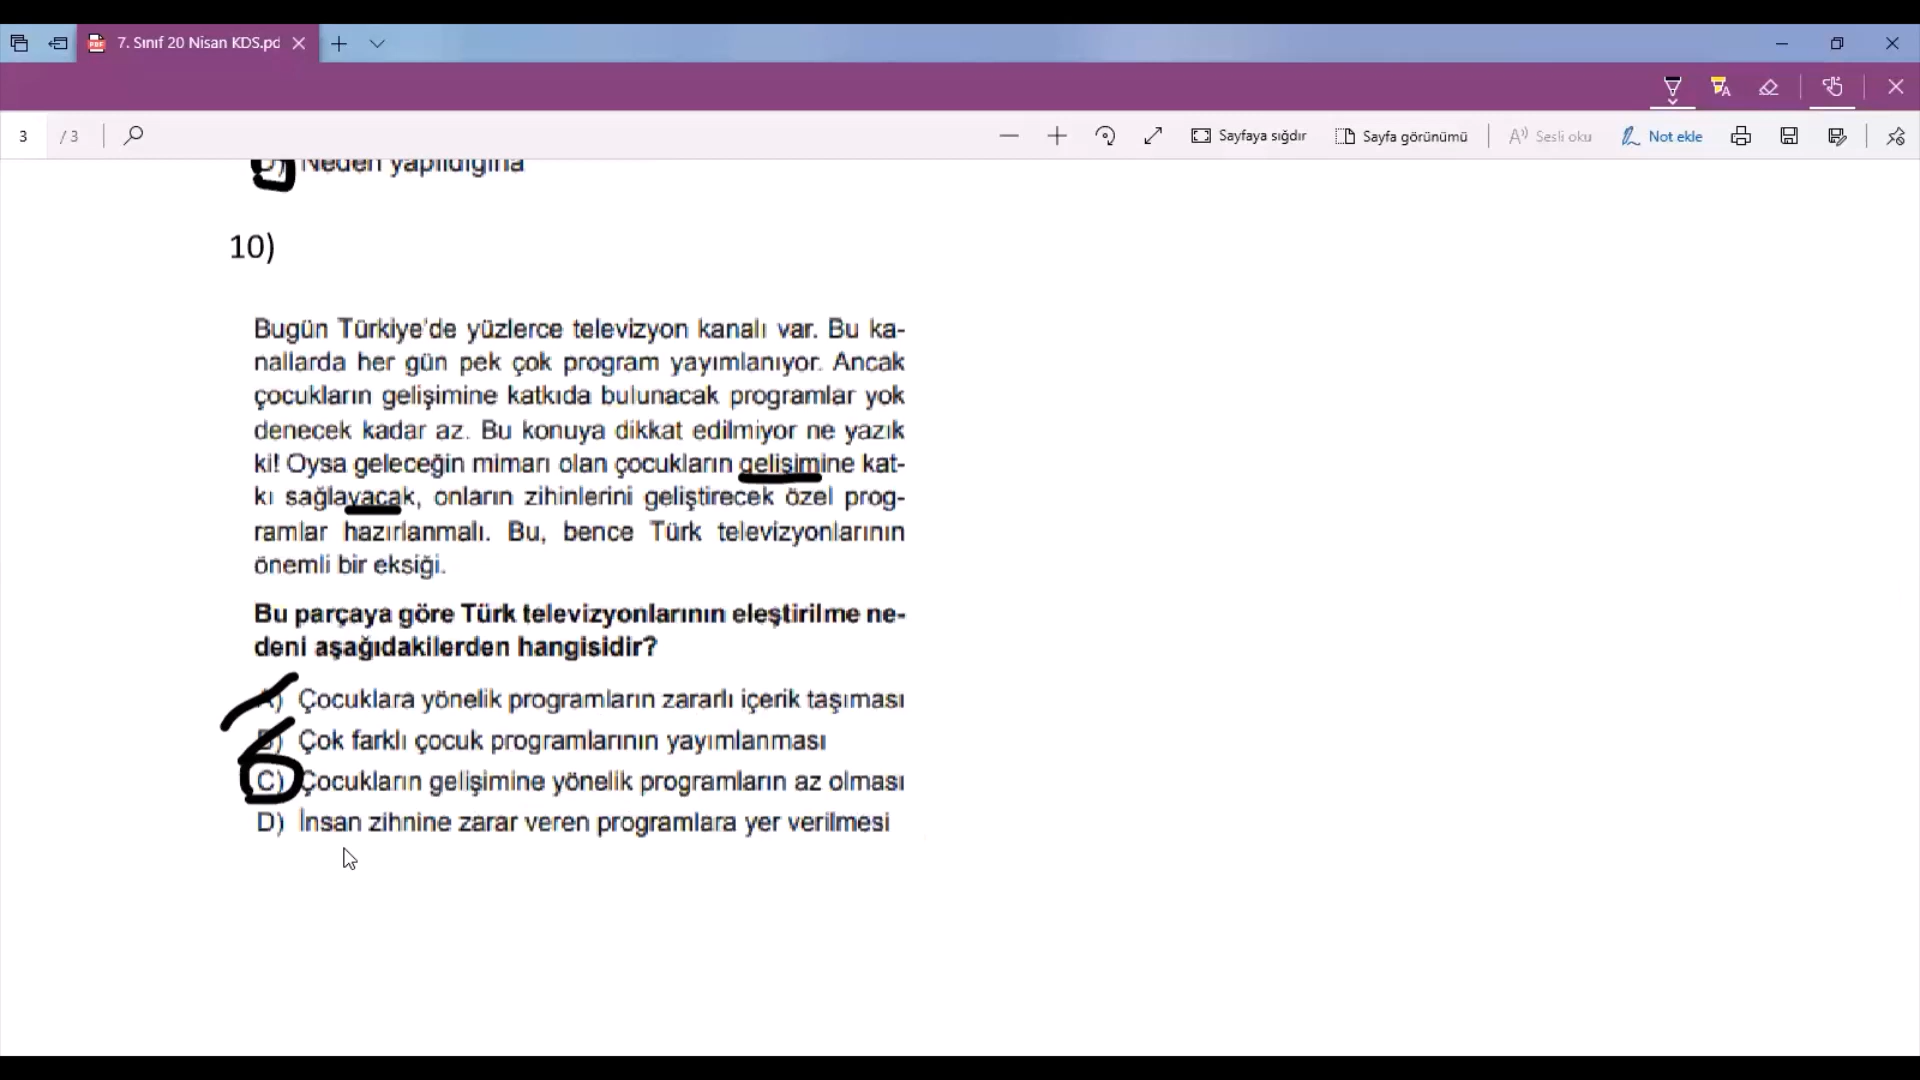 7. Sınıf 20 Nisan KDS.pd
3 / 3
Sayfaya sığdır
Sayfa görünümü
Sesli oku
Not ekle
D) Neden yapıldığına
10)
Bugün Türkiye'de yüzlerce televizyon kanalı var. Bu ka-
nallarda her gün pek çok program yayımlanıyor. Ancak
çocukların gelişimine katkıda bulunacak programlar yok
denecek kadar az. Bu konuya dikkat edilmiyor ne yazık
ki! Oysa geleceğin mimarı olan çocukların gelişimine kat-
kı sağlayacak, onların zihinlerini geliştirecek özel prog-
ramlar hazırlanmalı. Bu, bence Türk televizyonlarının
önemli bir eksiği.
Bu parçaya göre Türk televizyonlarının eleştirilme ne-
deni aşağıdakilerden hangisidir?
A) Çocuklara yönelik programların zararlı içerik taşıması
B) Çok farklı çocuk programlarının yayımlanması
C) Çocukların gelişimine yönelik programların az olması
D) İnsan zihnine zarar veren programlara yer verilmesi